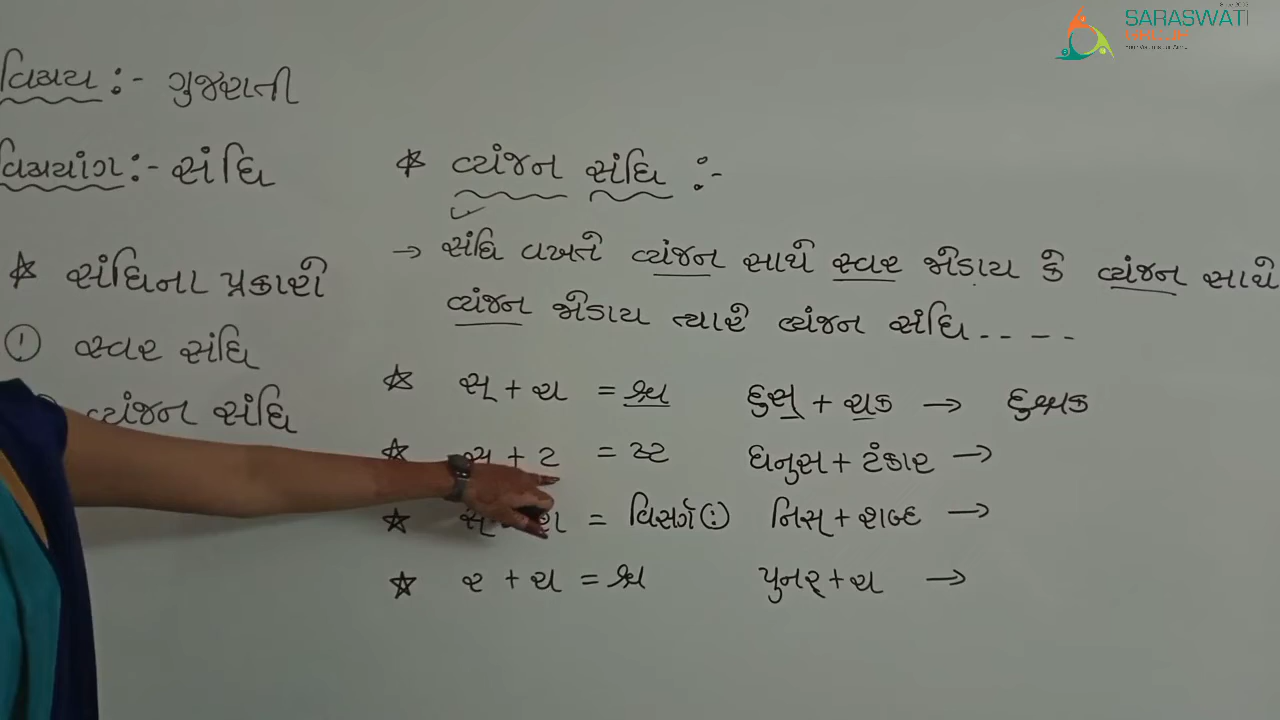 SARASWATI
GROUP
વિષય :- ગુજરાતી
વિષયાંગ :- સંધિ
* સંધિના પ્રકારો
① સ્વર સંધિ
વ્યંજન સંધિ
* વ્યંજન સંધિ :-
→ સંધિ વખતે વ્યંજન સાથે સ્વર જોડાય કે વ્યંજન સાથે
વ્યંજન જોડાય ત્યારે વ્યંજન સંધિ - - - -
☆ સ્ + ચ = શ્ચ દુસ્ + ચક્ર → દુશ્ચક્ર
☆ સ્ + ટ = ષ્ટ ધનુસ + ટંકાર →
☆ સ્ શ = વિસર્ગ (:) નિસ્ + શબ્દ →
☆ ર + ચ = શ્ચ પુનર્ + ચ →